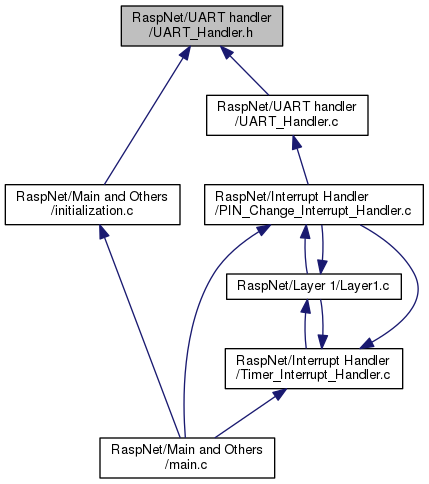 RaspNet/UART handler
/UART_Handler.h
RaspNet/UART handler
/UART_Handler.c
RaspNet/Main and Others
/initialization.c
RaspNet/Interrupt Handler
/PIN_Change_Interrupt_Handler.c
RaspNet/Layer 1/Layer1.c
RaspNet/Interrupt Handler
/Timer_Interrupt_Handler.c
RaspNet/Main and Others
/main.c